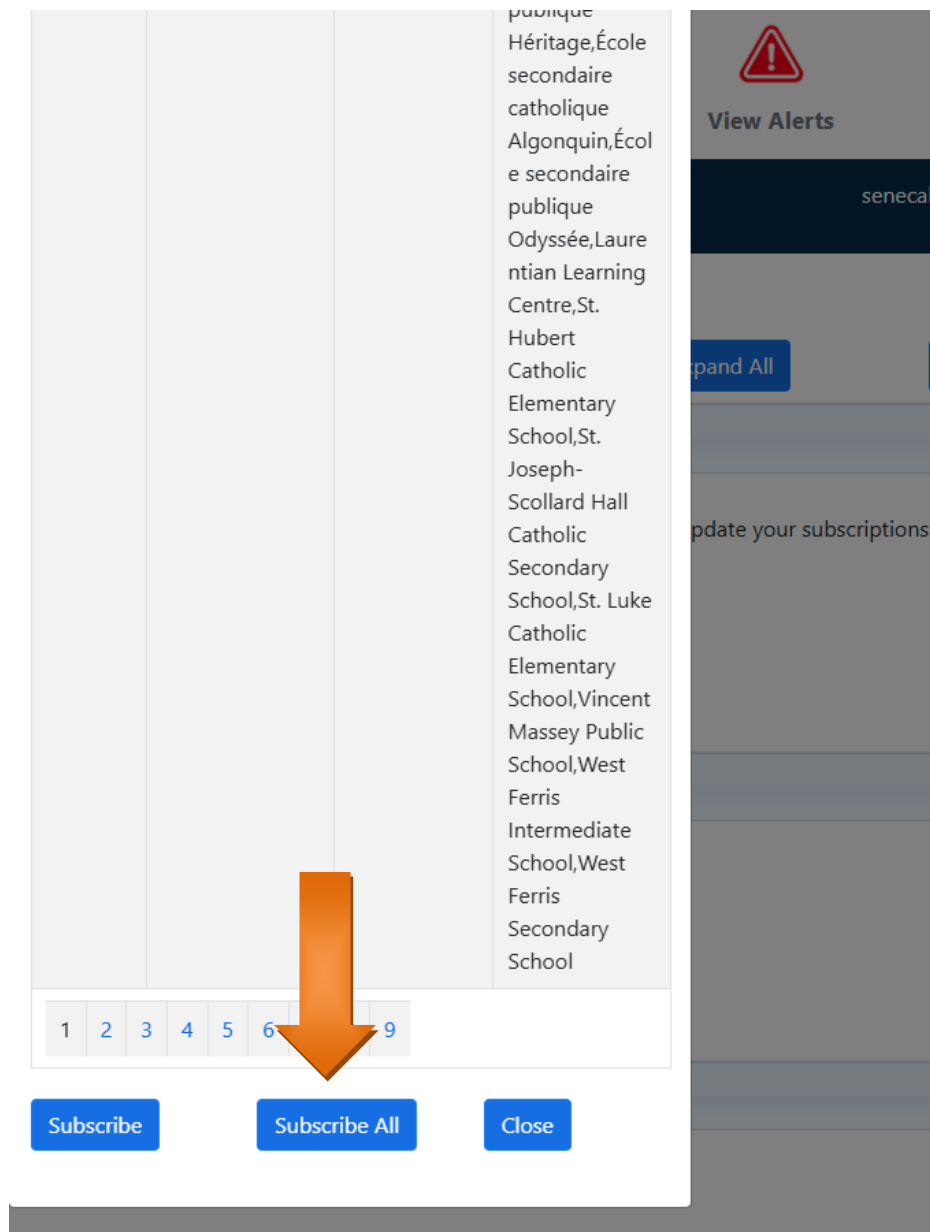 publique
Héritage,École
secondaire
catholique
Algonquin,Écol
e secondaire
publique
Odyssée,Laure
ntian Learning
Centre,St.
Hubert
Catholic
Elementary
School,St.
Joseph-
Scollard Hall
Catholic
Secondary
School,St. Luke
Catholic
Elementary
School,Vincent
Massey Public
School,West
Ferris
Intermediate
School,West
Ferris
Secondary
School
View Alerts
senecal
xpand All
pdate your subscriptions
1 2 3 4 5 6 9
Subscribe Subscribe All Close